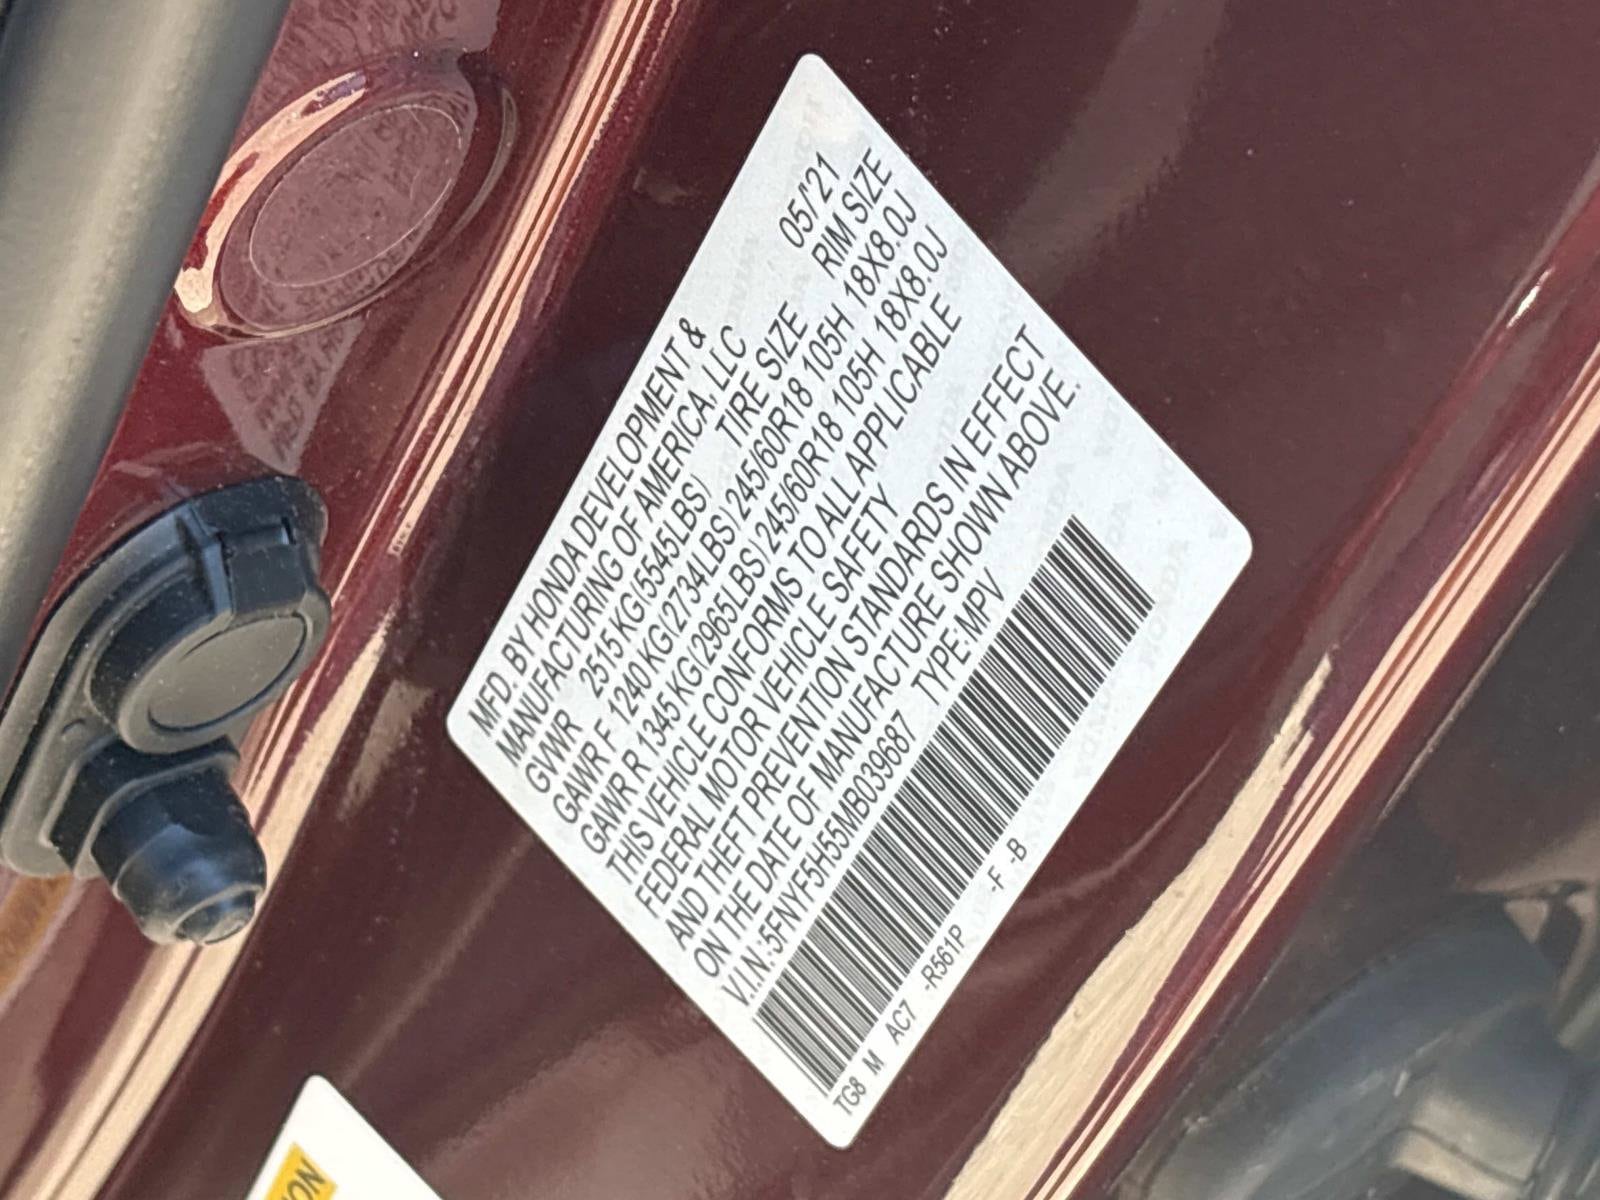 MFD. BY HONDA DEVELOPMENT &
MANUFACTURING OF AMERICA, LLC 05/'21
GVWR 2515 KG(5545LBS) TIRE SIZE RIM SIZE
GAWR F 1240KG(2734LBS) 245/60R18 105H 18X8.0J
GAWR R 1345 KG(2965LBS) 245/60R18 105H 18X8.0J
THIS VEHICLE CONFORMS TO ALL APPLICABLE
FEDERAL MOTOR VEHICLE SAFETY
AND THEFT PREVENTION STANDARDS IN EFFECT
ON THE DATE OF MANUFACTURE SHOWN ABOVE.
V.I.N.:5FNYF5H55MB039687 TYPE:MPV
TG8 M AC7 -R561P -F -B